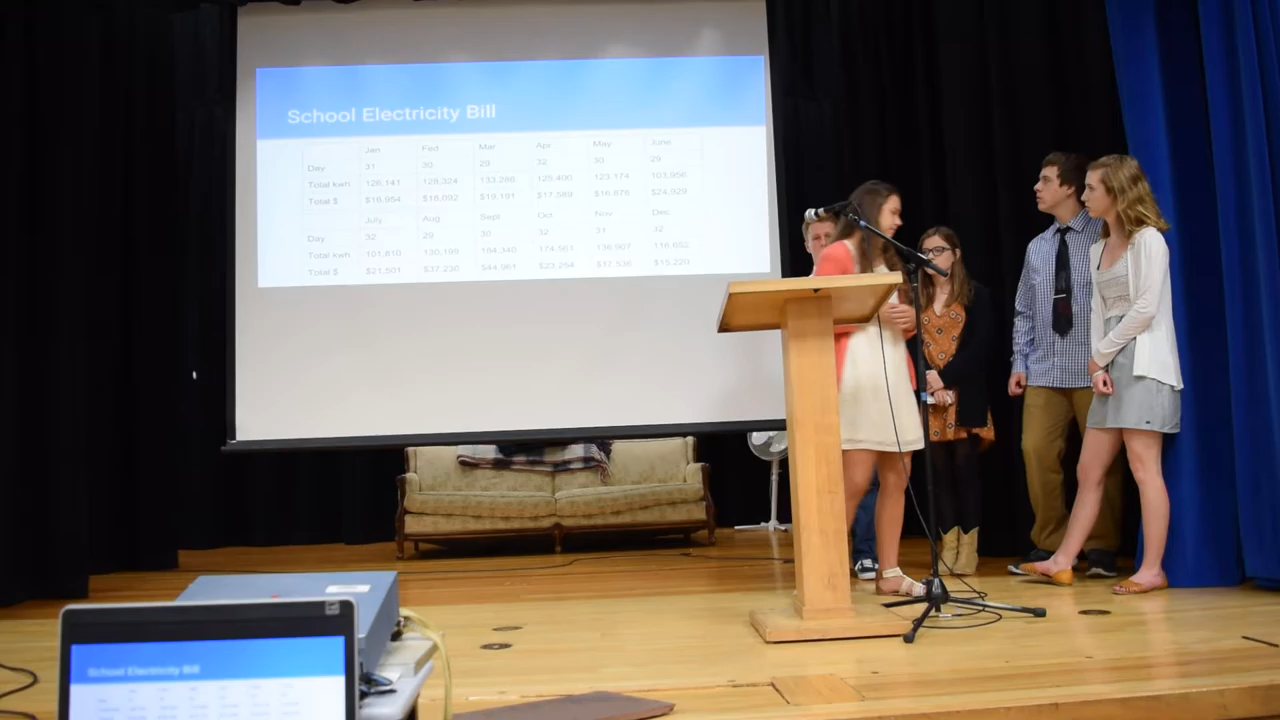 School Electricity Bill
Jan Fed Mar Apr May June
Day 31 30 29 32 30 29
Total kwh 126,141 128,324 133,286 125,400 123,174 103,956
Total $ $16,954 $18,092 $19,191 $17,589 $16,876 $24,929
July Aug Sept Oct Nov Dec
Day 32 29 30 32 31 32
Total kwh 101,810 130,195 184,340 174,561 136,907 116,652
Total $ $21,501 $37,230 $44,961 $23,254 $17,536 $15,220
School Electricity Bill